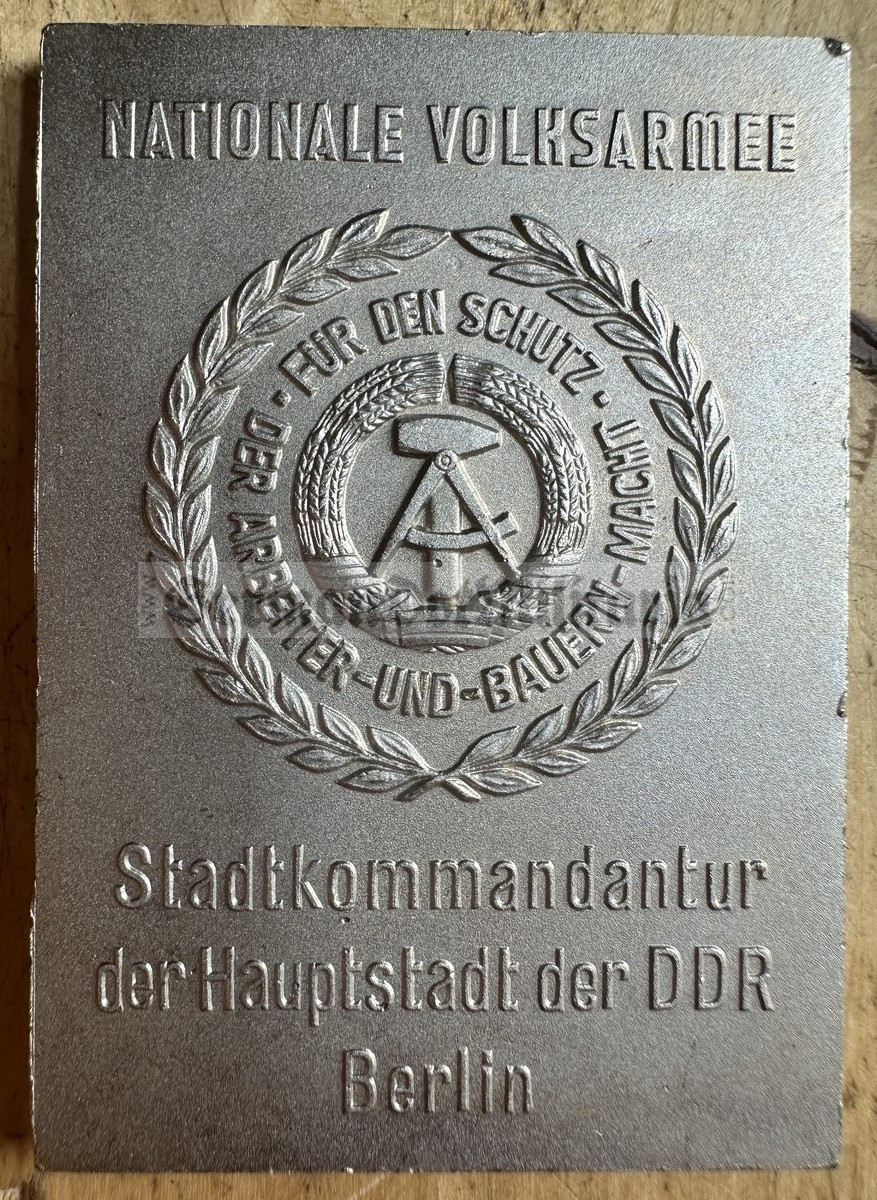 NATIONALE VOLKSARMEE
· FÜR DEN SCHUTZ ·
DER ARBEITER-UND-BAUERN-MACHT
Stadtkommandantur
der Hauptstadt der DDR
Berlin